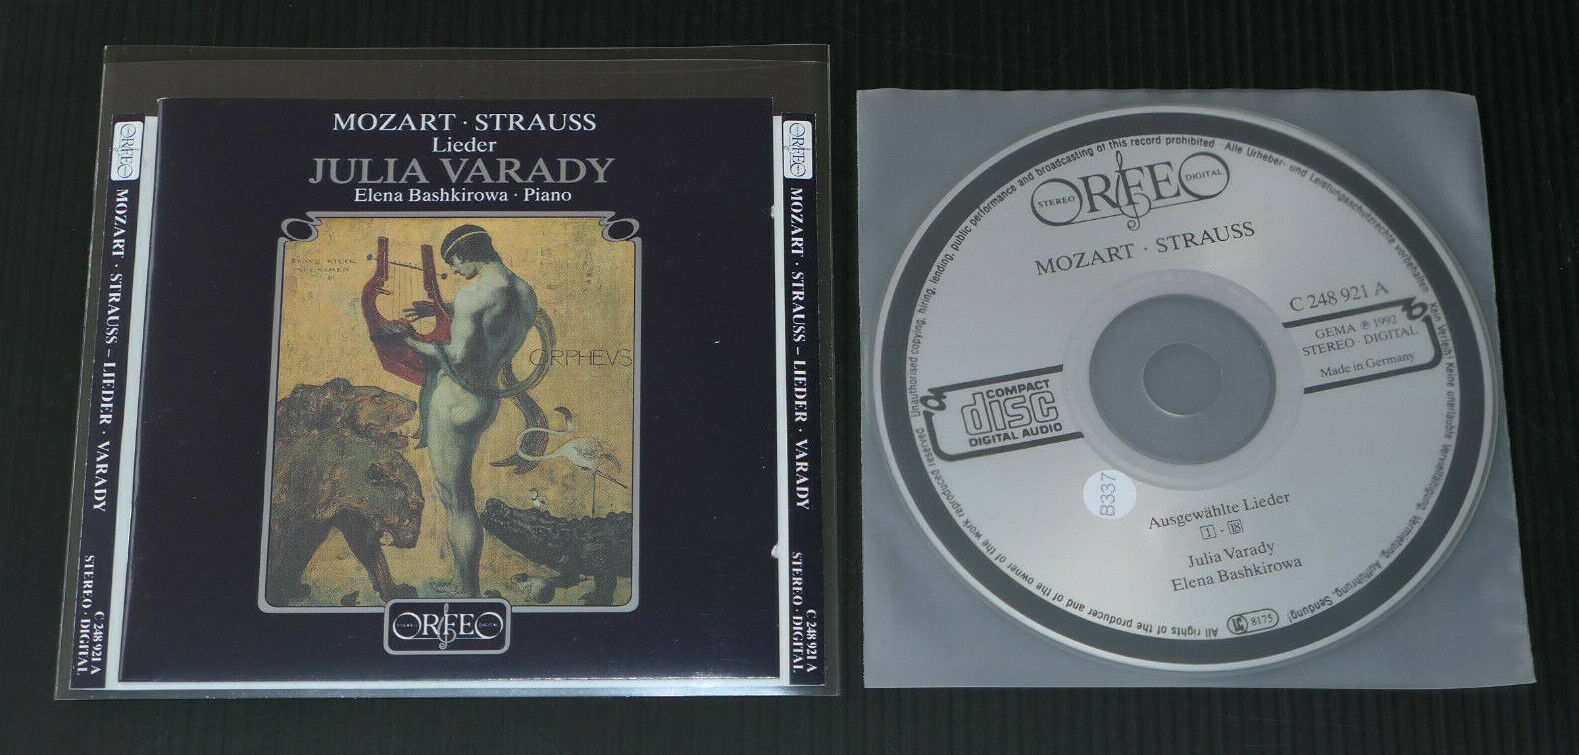 MOZART · STRAUSS
Lieder
JULIA VARADY
Elena Bashkirowa · Piano
ORPHEVS
STEREO ORFEO DIGITAL
ORFEO
MOZART · STRAUSS – LIEDER · VARADY
STEREO · DIGITAL
C 248 921 A
ORFEO
MOZART · STRAUSS – LIEDER · VARADY
STEREO · DIGITAL
C 248 921 A
STEREO ORFEO DIGITAL
MOZART · STRAUSS
C 248 921 A
GEMA ℗ 1992
STEREO · DIGITAL
Made in Germany
COMPACT
disc
DIGITAL AUDIO
B337
Ausgewählte Lieder
1 - 18
Julia Varady
Elena Bashkirowa
All rights of the producer and of the owner of the work reproduced reserved. Unauthorised copying, hiring, lending, public performance and broadcasting of this record prohibited · Alle Urheber- und Leistungsschutzrechte vorbehalten. Kein Verleih! Keine unerlaubte Vervielfältigung, Vermietung, Aufführung, Sendung!
8175